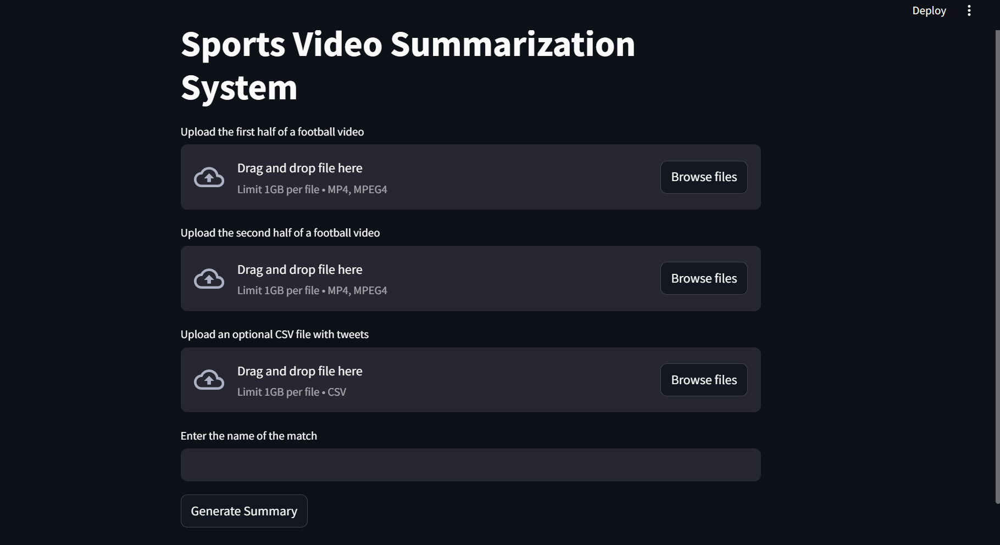 Deploy
Sports Video Summarization
System
Upload the first half of a football video
Drag and drop file here
Limit 1GB per file • MP4, MPEG4
Browse files
Upload the second half of a football video
Drag and drop file here
Limit 1GB per file • MP4, MPEG4
Browse files
Upload an optional CSV file with tweets
Drag and drop file here
Limit 1GB per file • CSV
Browse files
Enter the name of the match
Generate Summary